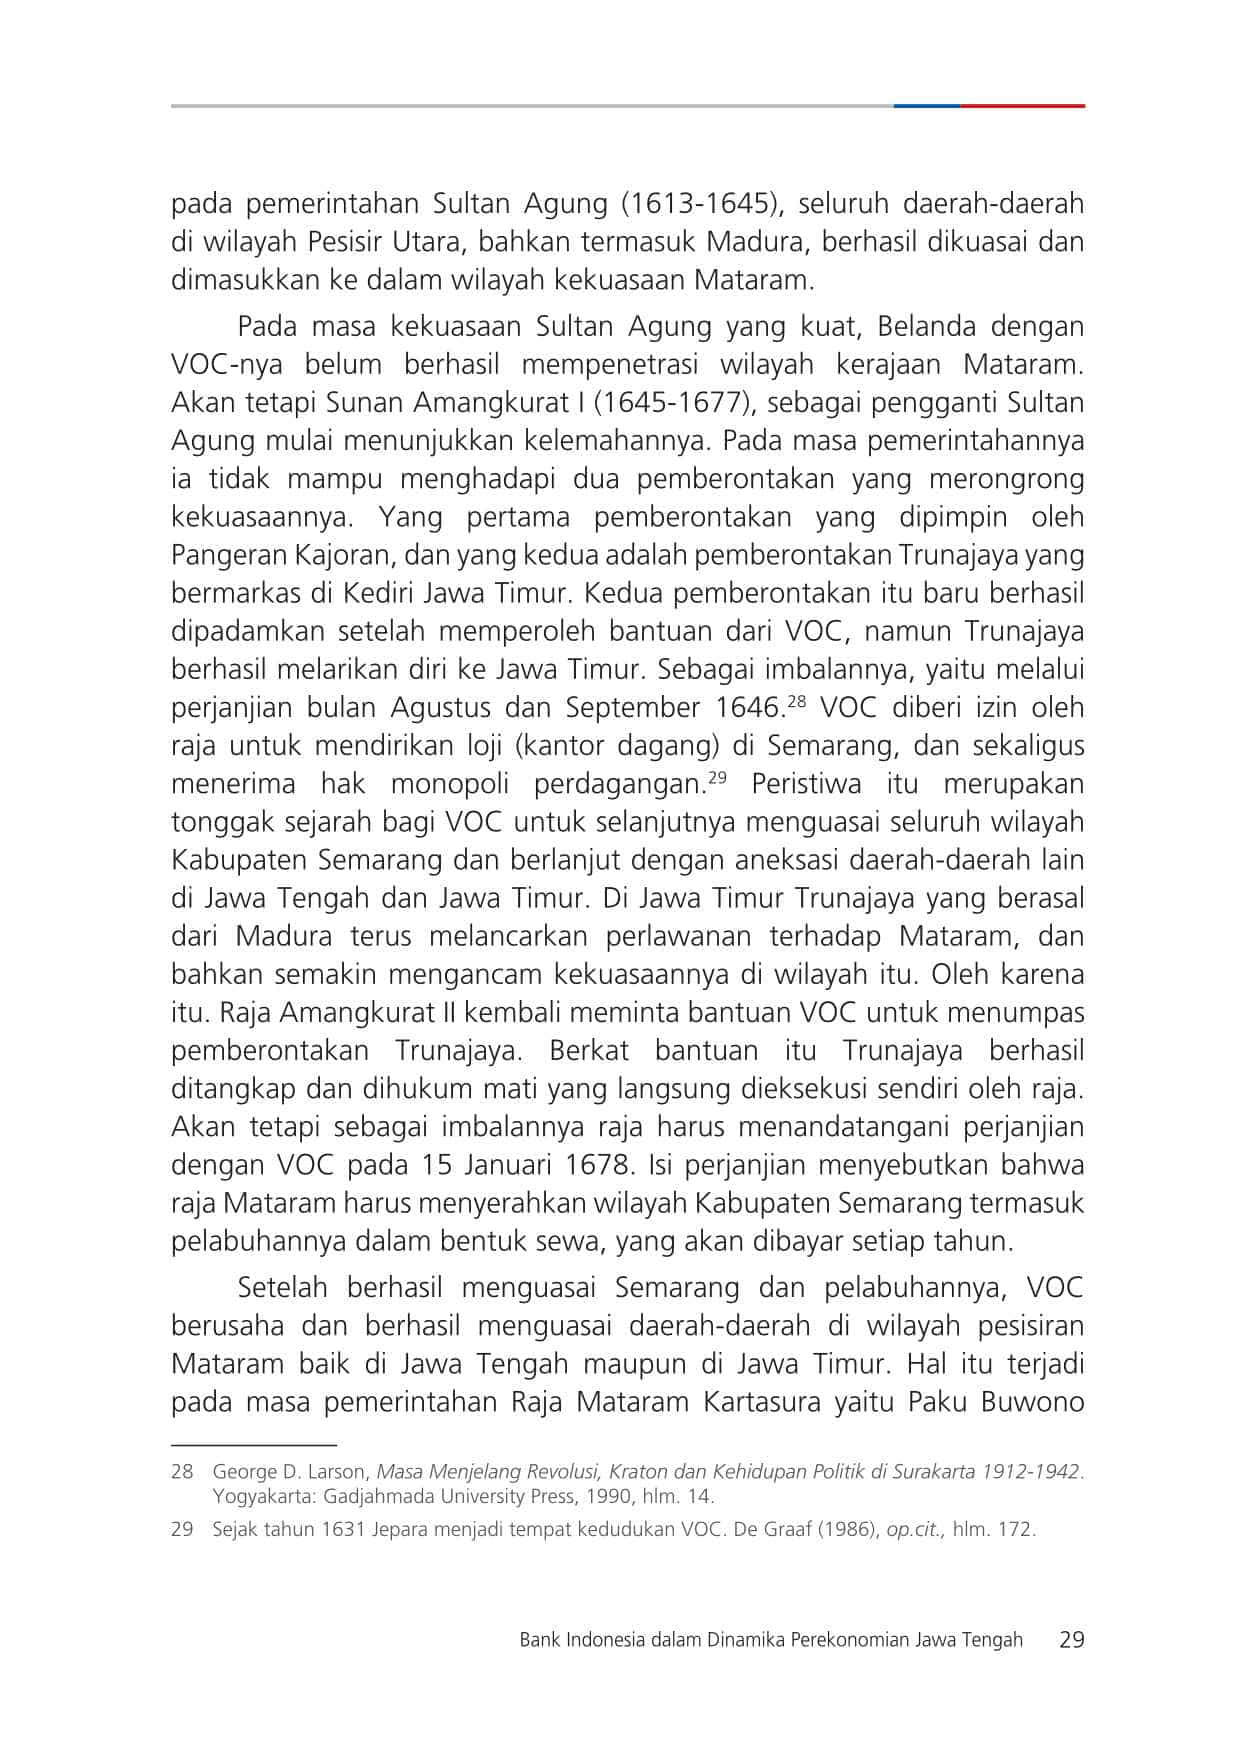 pada pemerintahan Sultan Agung (1613-1645), seluruh daerah-daerah
di wilayah Pesisir Utara, bahkan termasuk Madura, berhasil dikuasai dan
dimasukkan ke dalam wilayah kekuasaan Mataram.
Pada masa kekuasaan Sultan Agung yang kuat, Belanda dengan
VOC-nya belum berhasil mempenetrasi wilayah kerajaan Mataram.
Akan tetapi Sunan Amangkurat I (1645-1677), sebagai pengganti Sultan
Agung mulai menunjukkan kelemahannya. Pada masa pemerintahannya
ia tidak mampu menghadapi dua pemberontakan yang merongrong
kekuasaannya. Yang pertama pemberontakan yang dipimpin oleh
Pangeran Kajoran, dan yang kedua adalah pemberontakan Trunajaya yang
bermarkas di Kediri Jawa Timur. Kedua pemberontakan itu baru berhasil
dipadamkan setelah memperoleh bantuan dari VOC, namun Trunajaya
berhasil melarikan diri ke Jawa Timur. Sebagai imbalannya, yaitu melalui
perjanjian bulan Agustus dan September 1646.28 VOC diberi izin oleh
raja untuk mendirikan loji (kantor dagang) di Semarang, dan sekaligus
menerima hak monopoli perdagangan.29 Peristiwa itu merupakan
tonggak sejarah bagi VOC untuk selanjutnya menguasai seluruh wilayah
Kabupaten Semarang dan berlanjut dengan aneksasi daerah-daerah lain
di Jawa Tengah dan Jawa Timur. Di Jawa Timur Trunajaya yang berasal
dari Madura terus melancarkan perlawanan terhadap Mataram, dan
bahkan semakin mengancam kekuasaannya di wilayah itu. Oleh karena
itu. Raja Amangkurat II kembali meminta bantuan VOC untuk menumpas
pemberontakan Trunajaya. Berkat bantuan itu Trunajaya berhasil
ditangkap dan dihukum mati yang langsung dieksekusi sendiri oleh raja.
Akan tetapi sebagai imbalannya raja harus menandatangani perjanjian
dengan VOC pada 15 Januari 1678. Isi perjanjian menyebutkan bahwa
raja Mataram harus menyerahkan wilayah Kabupaten Semarang termasuk
pelabuhannya dalam bentuk sewa, yang akan dibayar setiap tahun.
Setelah berhasil menguasai Semarang dan pelabuhannya, VOC
berusaha dan berhasil menguasai daerah-daerah di wilayah pesisiran
Mataram baik di Jawa Tengah maupun di Jawa Timur. Hal itu terjadi
pada masa pemerintahan Raja Mataram Kartasura yaitu Paku Buwono
28 George D. Larson, Masa Menjelang Revolusi, Kraton dan Kehidupan Politik di Surakarta 1912-1942.
Yogyakarta: Gadjahmada University Press, 1990, hlm. 14.
29 Sejak tahun 1631 Jepara menjadi tempat kedudukan VOC. De Graaf (1986), op.cit., hlm. 172.
Bank Indonesia dalam Dinamika Perekonomian Jawa Tengah 29